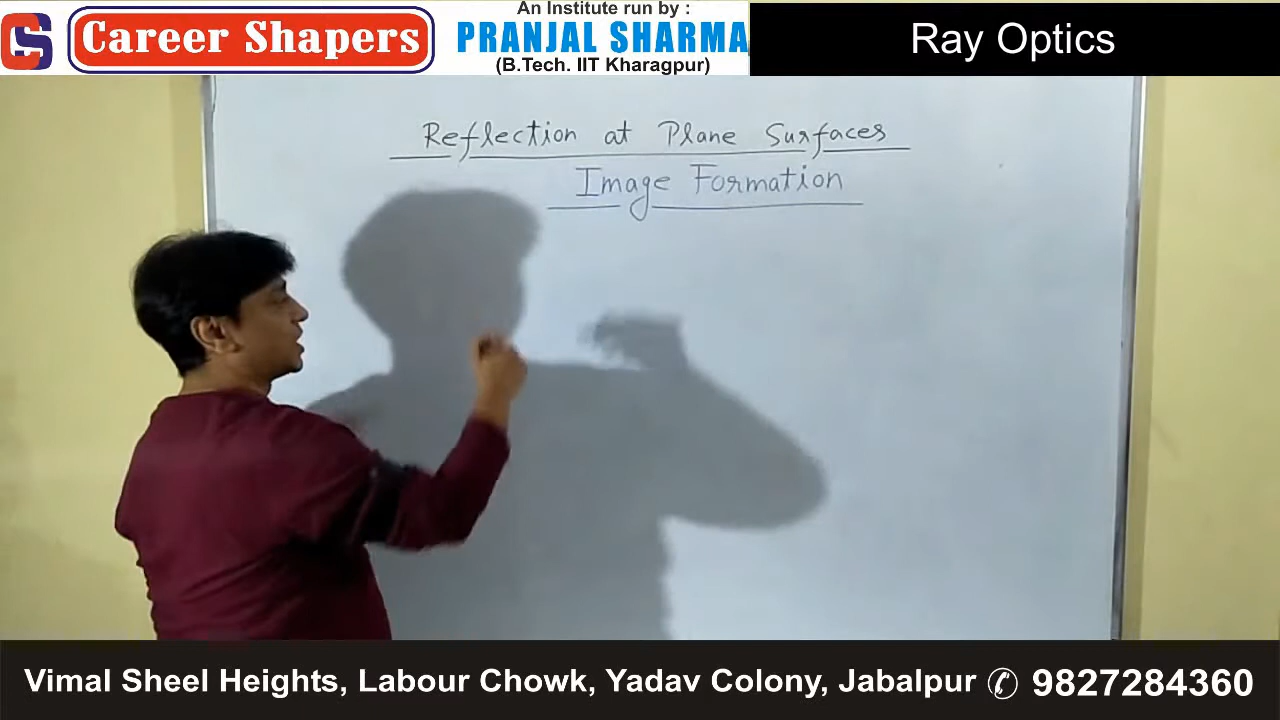 CS
Career Shapers
An Institute run by :
PRANJAL SHARMA
(B.Tech. IIT Kharagpur)
Ray Optics
Reflection at Plane Surfaces
Image Formation
Vimal Sheel Heights, Labour Chowk, Yadav Colony, Jabalpur ✆ 9827284360